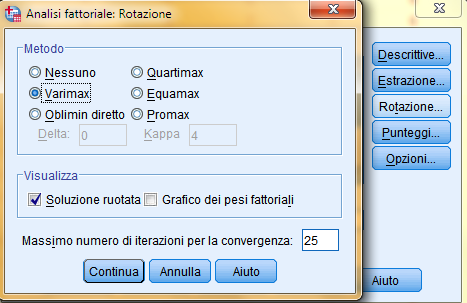 Analisi fattoriale: Rotazione
Metodo
Nessuno Quartimax
Varimax Equamax
Oblimin diretto Promax
Delta: 0 Kappa 4
Visualizza
Soluzione ruotata Grafico dei pesi fattoriali
Massimo numero di iterazioni per la convergenza: 25
Continua Annulla Aiuto
Descrittive...
Estrazione...
Rotazione...
Punteggi...
Opzioni...
Aiuto